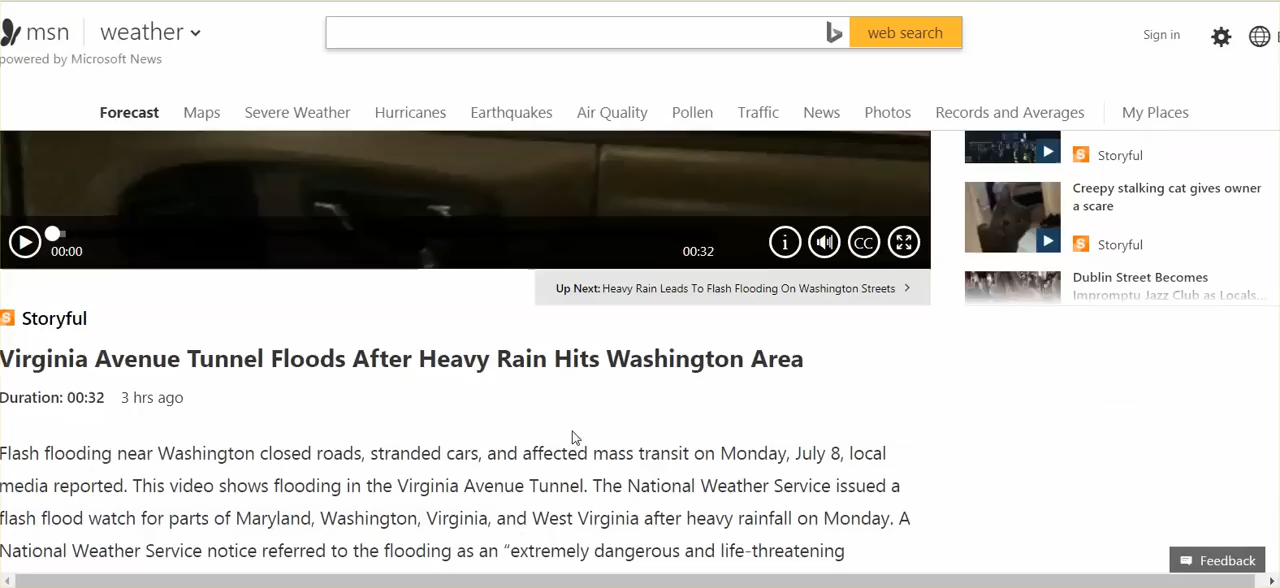 msn weather
powered by Microsoft News
web search
Sign in
Forecast Maps Severe Weather Hurricanes Earthquakes Air Quality Pollen Traffic News Photos Records and Averages My Places
Storyful
Creepy stalking cat gives owner
a scare
Storyful
Dublin Street Becomes
Impromptu Jazz Club as Locals...
00:00
00:32
i
CC
Up Next: Heavy Rain Leads To Flash Flooding On Washington Streets
S Storyful
Virginia Avenue Tunnel Floods After Heavy Rain Hits Washington Area
Duration: 00:32 3 hrs ago
Flash flooding near Washington closed roads, stranded cars, and affected mass transit on Monday, July 8, local
media reported. This video shows flooding in the Virginia Avenue Tunnel. The National Weather Service issued a
flash flood watch for parts of Maryland, Washington, Virginia, and West Virginia after heavy rainfall on Monday. A
National Weather Service notice referred to the flooding as an “extremely dangerous and life-threatening
Feedback